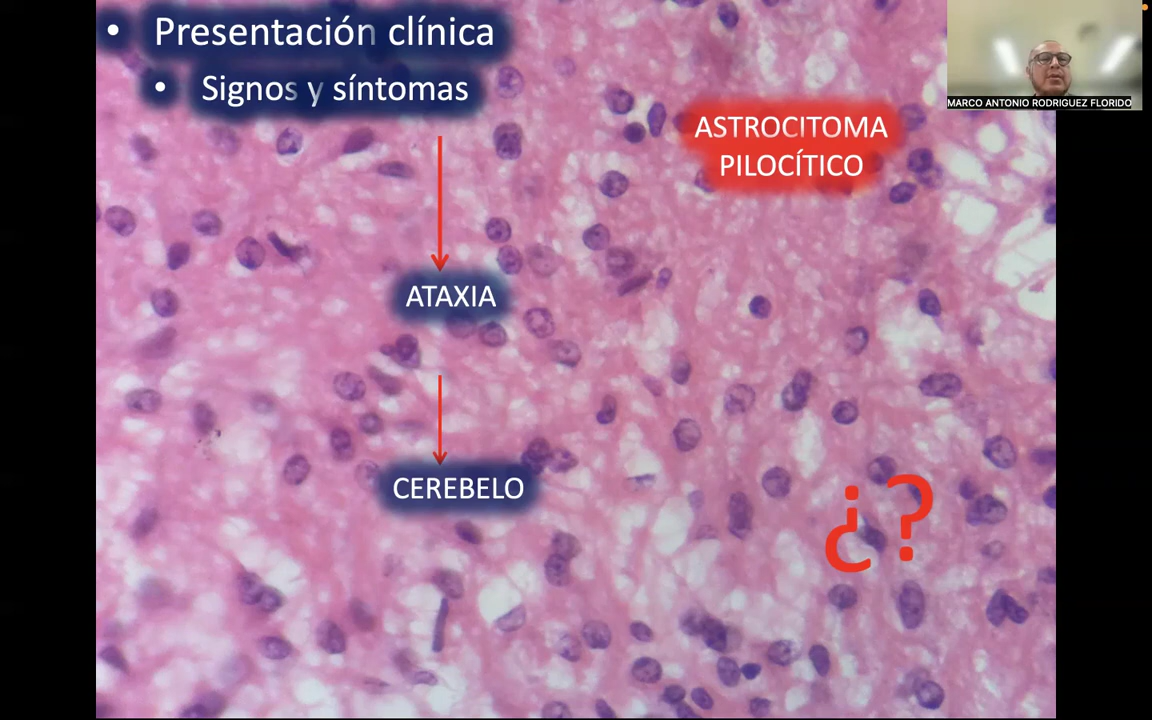 • Presentación clínica
• Signos y síntomas
MARCO ANTONIO RODRIGUEZ FLORIDO
ASTROCITOMA
PILOCÍTICO
ATAXIA
CEREBELO
¿?